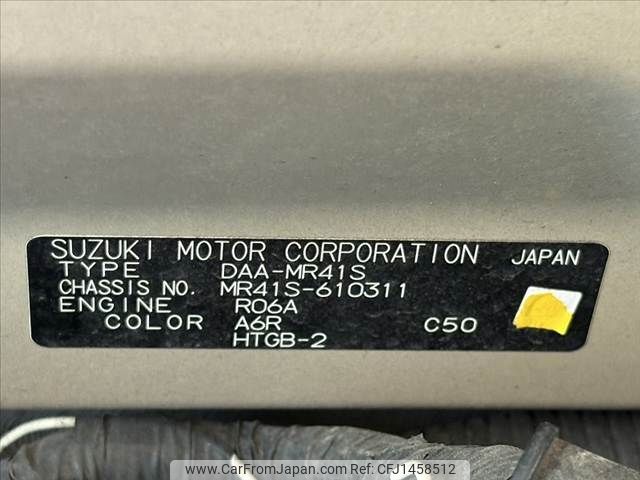 SUZUKI MOTOR CORPORATION JAPAN
TYPE DAA-MR41S
CHASSIS NO. MR41S-610311
ENGINE R06A
COLOR A6R C50
HTGB-2
www.CarFromJapan.com Ref: CFJ1458512